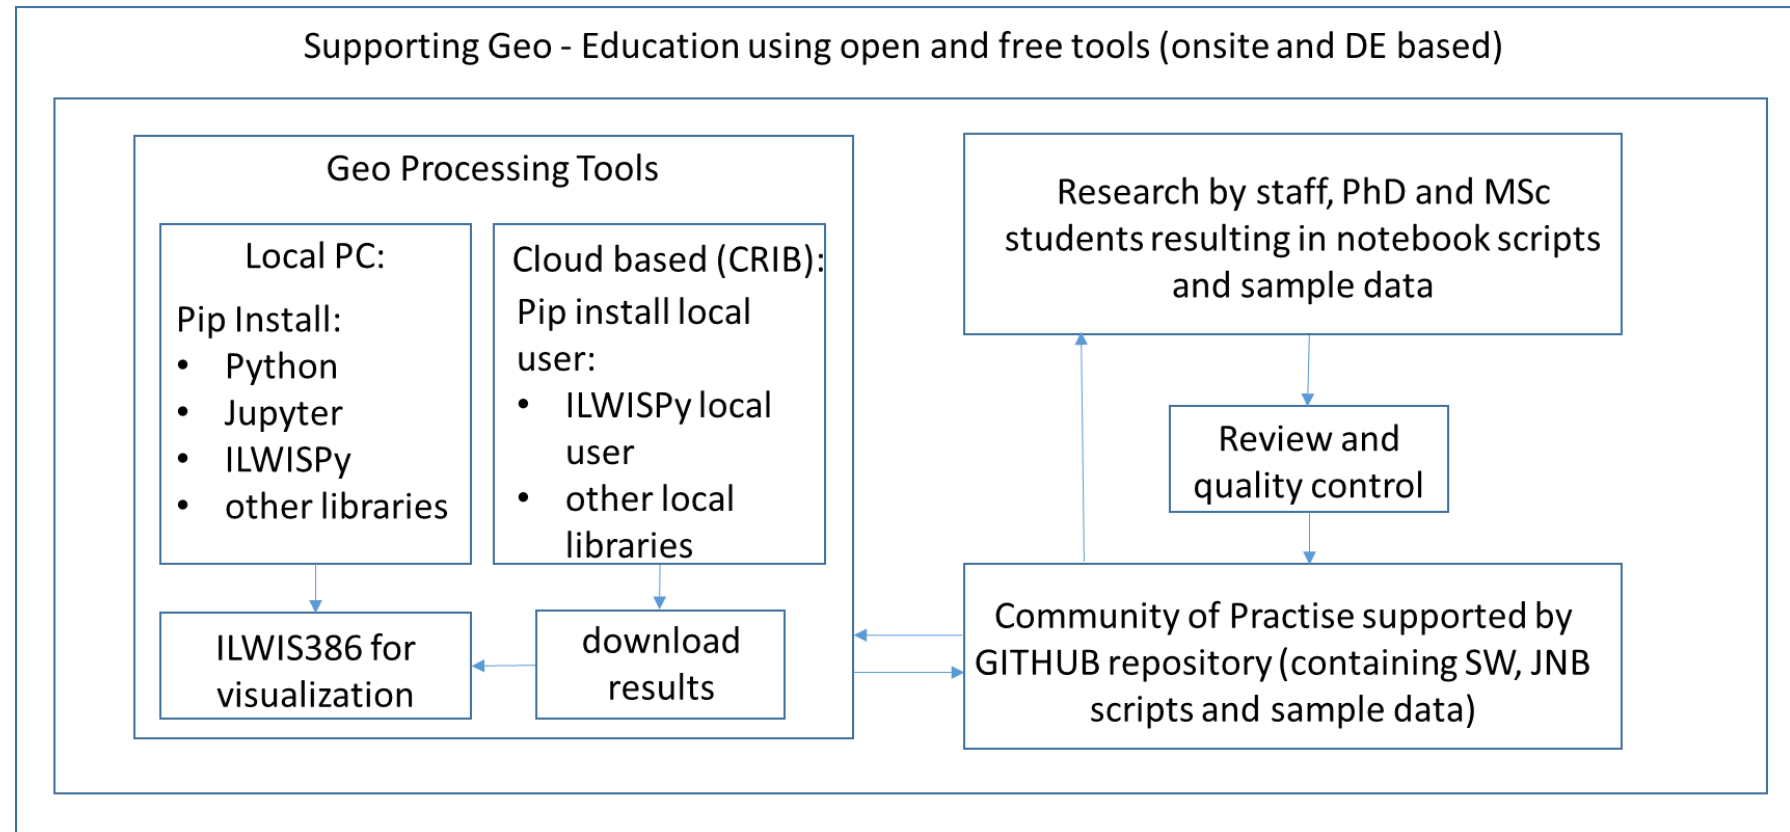 Supporting Geo - Education using open and free tools (onsite and DE based)
Geo Processing Tools
Local PC:
Pip Install:
• Python
• Jupyter
• ILWISPy
• other libraries
Cloud based (CRIB):
Pip install local
user:
• ILWISPy local
user
• other local
libraries
ILWIS386 for
visualization
download
results
Research by staff, PhD and MSc
students resulting in notebook scripts
and sample data
Review and
quality control
Community of Practise supported by
GITHUB repository (containing SW, JNB
scripts and sample data)